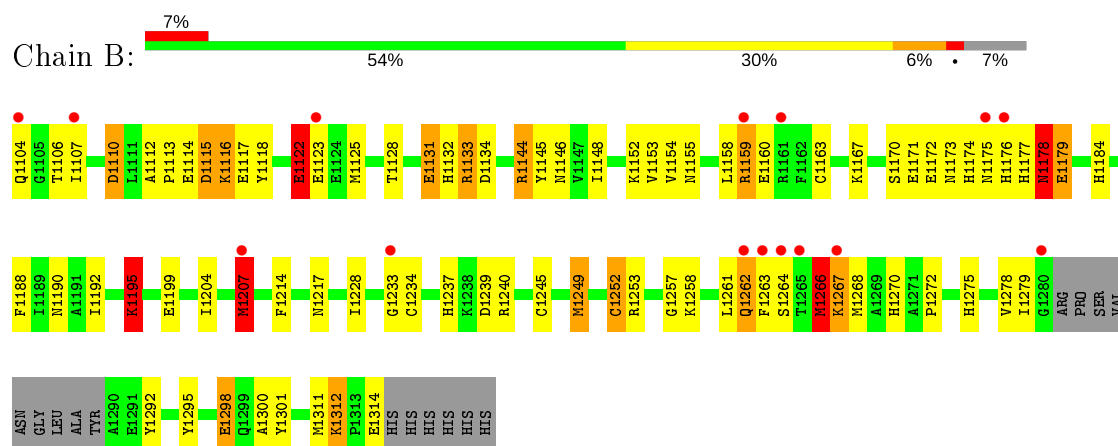 7%
Chain B:
54% 30% 6% • 7%
Q1104 G1105 T1106 I1107 D1110 L1111 A1112 P1113 E1114 D1115 K1116 E1117 Y1118 E1122 E1123 E1124 M1125 T1128 E1131 H1132 R1133 D1134 R1144 Y1145 N1146 V1147 I1148 K1152 V1153 V1154 N1155 L1158 R1159 E1160 R1161 F1162 C1163 K1167 S1170 E1171 E1172 N1173 H1174 N1175 H1176 H1177 N1178 E1179 H1184
F1188 I1189 N1190 A1191 I1192 K1195 E1199 I1204 M1207 F1214 N1217 I1228 G1233 C1234 H1237 K1238 D1239 R1240 C1245 M1249 C1252 R1253 G1257 K1258 L1261 Q1262 F1263 S1264 T1265 M1266 K1267 M1268 A1269 H1270 A1271 P1272 H1275 V1278 I1279 G1280 ARG PRO SER VAL
ASN GLY LEU ALA TYR A1290 E1291 Y1292 Y1295 E1298 Q1299 A1300 Y1301 M1311 K1312 P1313 E1314 HIS HIS HIS HIS HIS HIS